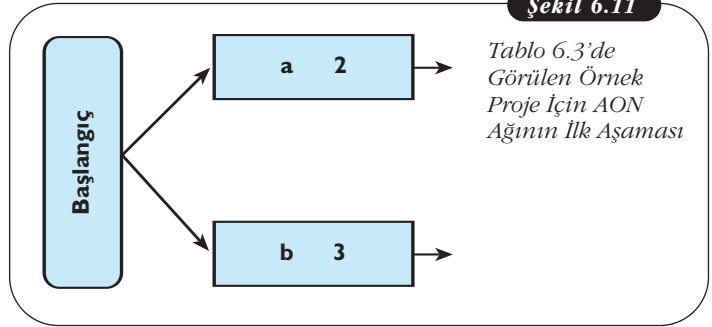 Şekil 6.11
Tablo 6.3'de
Görülen Örnek
Proje İçin AON
Ağının İlk Aşaması
Başlangıç
a 2
b 3